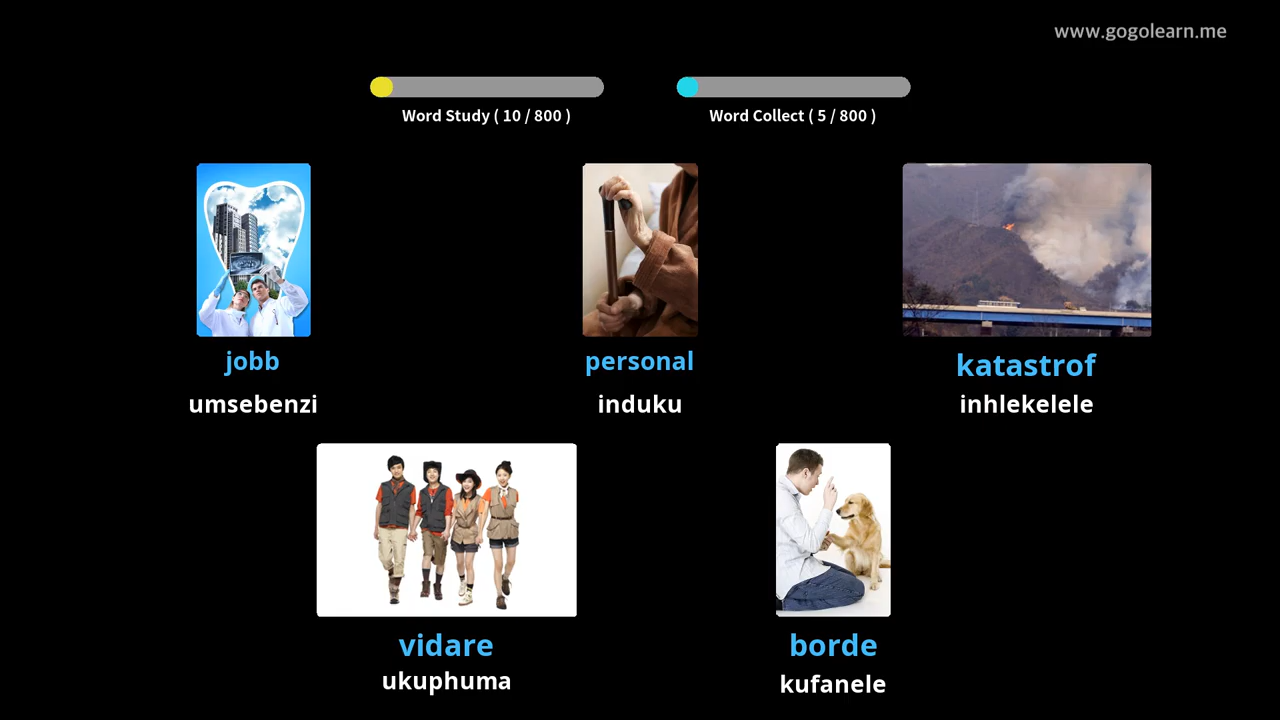 www.gogolearn.me
Word Study ( 10 / 800 )
Word Collect ( 5 / 800 )
jobb
umsebenzi
personal
induku
katastrof
inhlekelele
vidare
ukuphuma
borde
kufanele